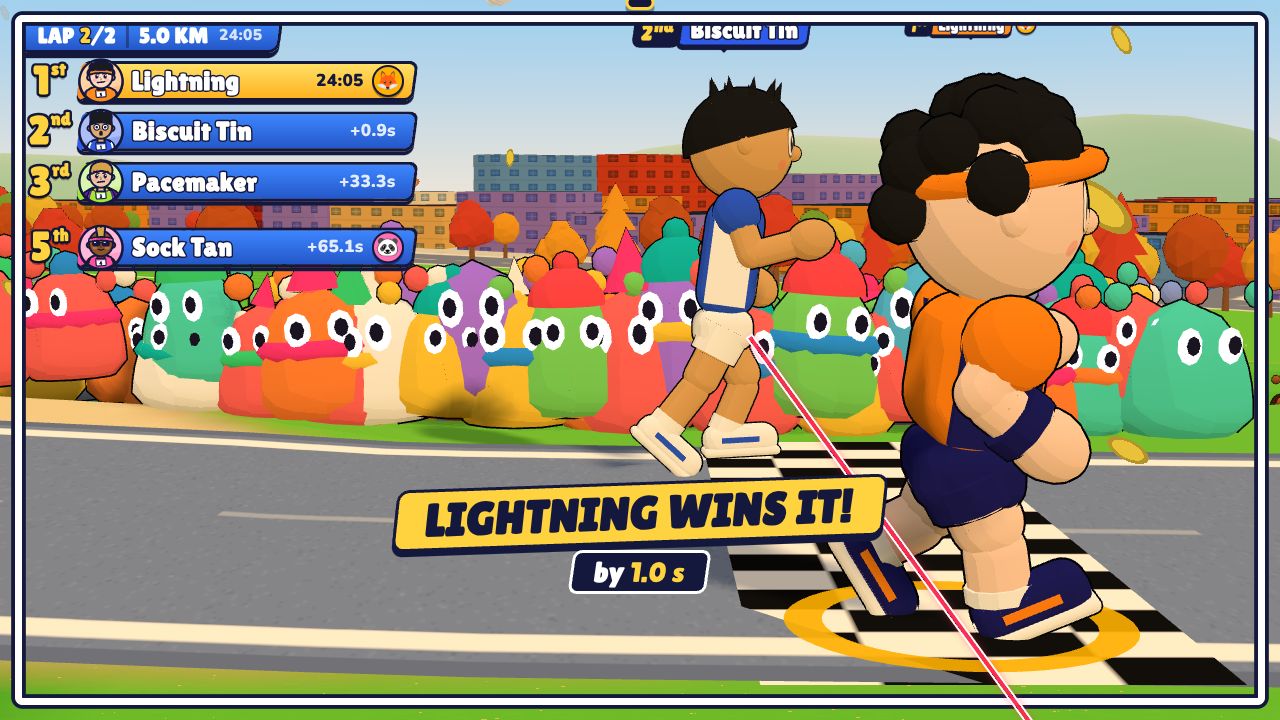 LAP 2/2 5.0 KM 24:05
2nd Biscuit Tin
Lightning
1st Lightning 24:05
2nd Biscuit Tin +0.9s
3rd Pacemaker +33.3s
5th Sock Tan +65.1s
LIGHTNING WINS IT!
by 1.0 s